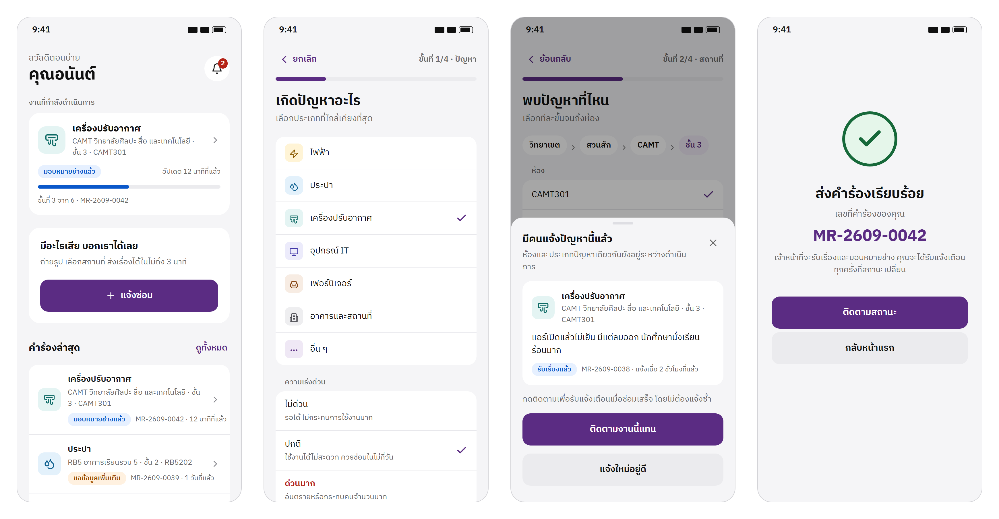 9:41
สวัสดีตอนบ่าย
คุณอนันต์
2
งานที่กำลังดำเนินการ
เครื่องปรับอากาศ
CAMT วิทยาลัยศิลปะ สื่อ และเทคโนโลยี ·
ชั้น 3 · CAMT301
มอบหมายช่างแล้ว
อัปเดต 12 นาทีที่แล้ว
ขั้นที่ 3 จาก 6 · MR-2609-0042
มีอะไรเสีย บอกเราได้เลย
ถ่ายรูป เลือกสถานที่ ส่งเรื่องได้ในไม่ถึง 3 นาที
แจ้งซ่อม
คำร้องล่าสุด
ดูทั้งหมด
เครื่องปรับอากาศ
CAMT วิทยาลัยศิลปะ สื่อ และเทคโนโลยี · ชั้น
3 · CAMT301
มอบหมายช่างแล้ว
MR-2609-0042 · 12 นาทีที่แล้ว
ประปา
RB5 อาคารเรียนรวม 5 · ชั้น 2 · RB5202
ขอข้อมูลเพิ่มเติม
MR-2609-0039 · 1 วันที่แล้ว
9:41
ยกเลิก
ขั้นที่ 1/4 · ปัญหา
เกิดปัญหาอะไร
เลือกประเภทที่ใกล้เคียงที่สุด
ไฟฟ้า
ประปา
เครื่องปรับอากาศ
อุปกรณ์ IT
เฟอร์นิเจอร์
อาคารและสถานที่
อื่น ๆ
ความเร่งด่วน
ไม่ด่วน
รอได้ ไม่กระทบการใช้งานมาก
ปกติ
ใช้งานได้ไม่สะดวก ควรซ่อมในไม่กี่วัน
ด่วนมาก
อันตรายหรือกระทบคนจำนวนมาก
9:41
ย้อนกลับ
ขั้นที่ 2/4 · สถานที่
พบปัญหาที่ไหน
เลือกทีละขั้นจนถึงห้อง
วิทยาเขต
สวนสัก
CAMT
ชั้น 3
ห้อง
CAMT301
มีคนแจ้งปัญหานี้แล้ว
ห้องและประเภทปัญหาเดียวกันยังอยู่ระหว่างดำเนิน
การ
เครื่องปรับอากาศ
CAMT วิทยาลัยศิลปะ สื่อ และเทคโนโลยี · ชั้น 3 ·
CAMT301
แอร์เปิดแล้วไม่เย็น มีแต่ลมออก นักศึกษานั่งเรียน
ร้อนมาก
รับเรื่องแล้ว
MR-2609-0038 · แจ้งเมื่อ 2 ชั่วโมงที่แล้ว
กดติดตามเพื่อรับแจ้งเตือนเมื่อซ่อมเสร็จ โดยไม่ต้องแจ้งซ้ำ
ติดตามงานนี้แทน
แจ้งใหม่อยู่ดี
9:41
ส่งคำร้องเรียบร้อย
เลขที่คำร้องของคุณ
MR-2609-0042
เจ้าหน้าที่จะรับเรื่องและมอบหมายช่าง คุณจะได้รับแจ้งเตือน
ทุกครั้งที่สถานะเปลี่ยน
ติดตามสถานะ
กลับหน้าแรก